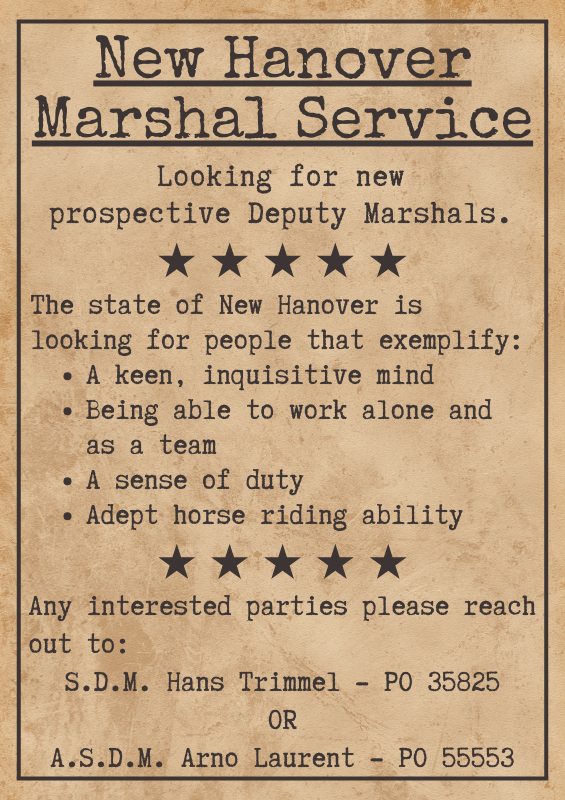 New Hanover
Marshal Service
Looking for new
prospective Deputy Marshals.
★ ★ ★ ★ ★
The state of New Hanover is
looking for people that exemplify:
• A keen, inquisitive mind
• Being able to work alone and
as a team
• A sense of duty
• Adept horse riding ability
★ ★ ★ ★ ★
Any interested parties please reach
out to:
S.D.M. Hans Trimmel – PO 35825
OR
A.S.D.M. Arno Laurent – PO 55553